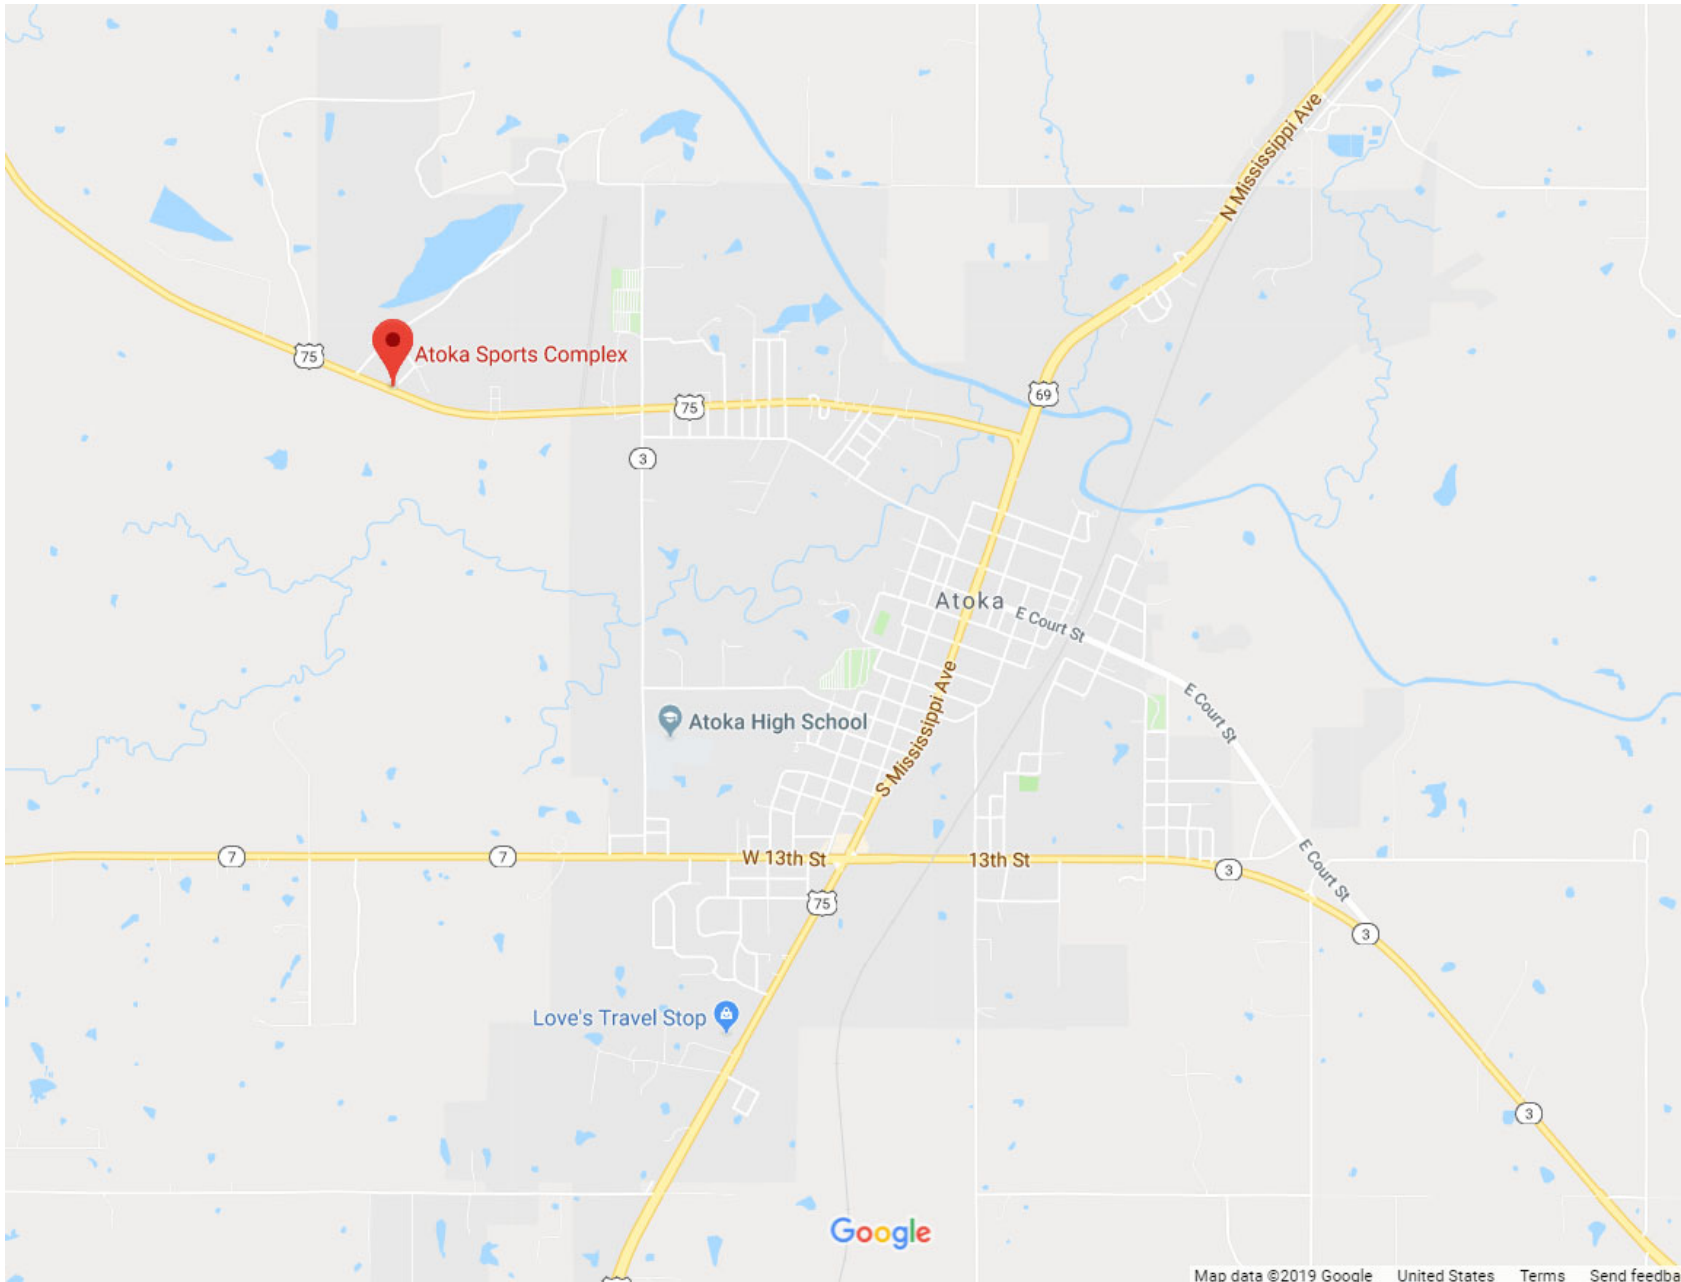 N Mississippi Ave
75
Atoka Sports Complex
69
75
3
Atoka
E Court St
S Mississippi Ave
E Court St
Atoka High School
7
7
W 13th St
13th St
3
E Court St
75
3
Love's Travel Stop
3
Google
Map data ©2019 Google United States Terms Send feedba